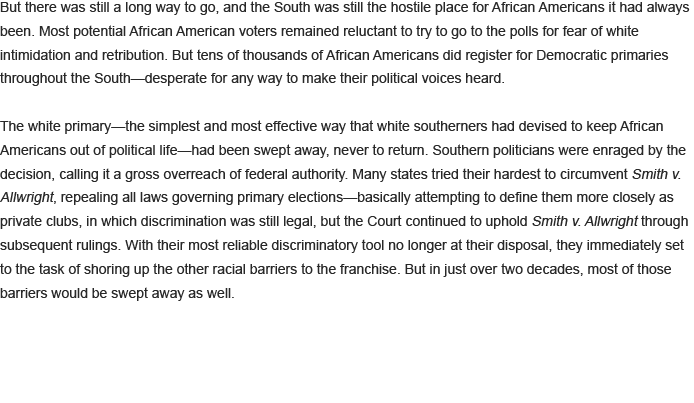 But there was still a long way to go, and the South was still the hostile place for African Americans it had always
been. Most potential African American voters remained reluctant to try to go to the polls for fear of white
intimidation and retribution. But tens of thousands of African Americans did register for Democratic primaries
throughout the South—desperate for any way to make their political voices heard.
The white primary—the simplest and most effective way that white southerners had devised to keep African
Americans out of political life—had been swept away, never to return. Southern politicians were enraged by the
decision, calling it a gross overreach of federal authority. Many states tried their hardest to circumvent Smith v.
Allwright, repealing all laws governing primary elections—basically attempting to define them more closely as
private clubs, in which discrimination was still legal, but the Court continued to uphold Smith v. Allwright through
subsequent rulings. With their most reliable discriminatory tool no longer at their disposal, they immediately set
to the task of shoring up the other racial barriers to the franchise. But in just over two decades, most of those
barriers would be swept away as well.